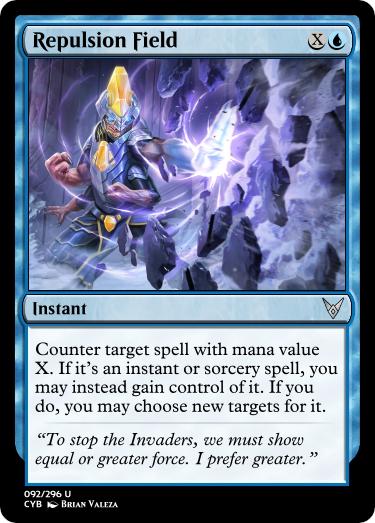 Repulsion Field XU
Instant
Counter target spell with mana value
X. If it's an instant or sorcery spell, you
may instead gain control of it. If you
do, you may choose new targets for it.
"To stop the Invaders, we must show
equal or greater force. I prefer greater."
092/296 U
CYB Brian Valeza